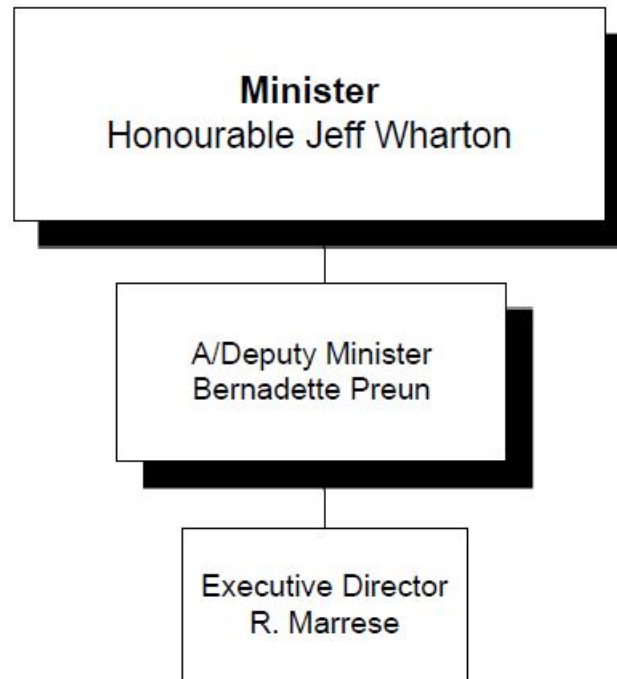 Minister
Honourable Jeff Wharton
A/Deputy Minister
Bernadette Preun
Executive Director
R. Marrese